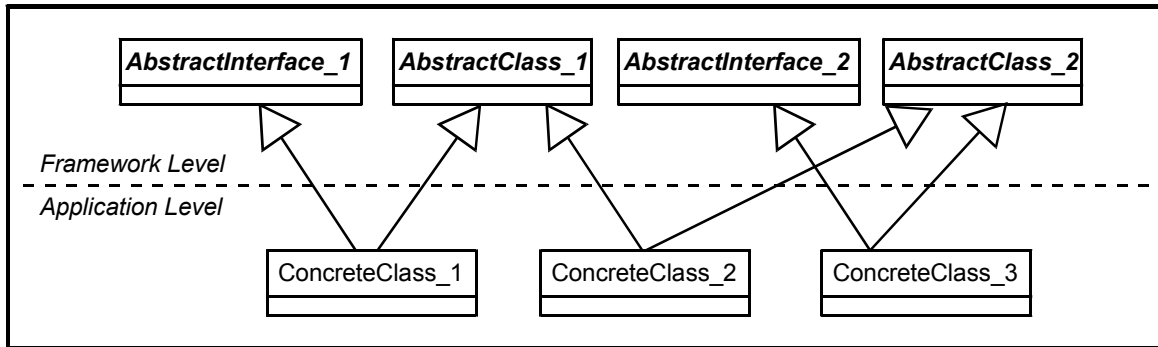 AbstractInterface_1
AbstractClass_1
AbstractInterface_2
AbstractClass_2
Framework Level
Application Level
ConcreteClass_1
ConcreteClass_2
ConcreteClass_3